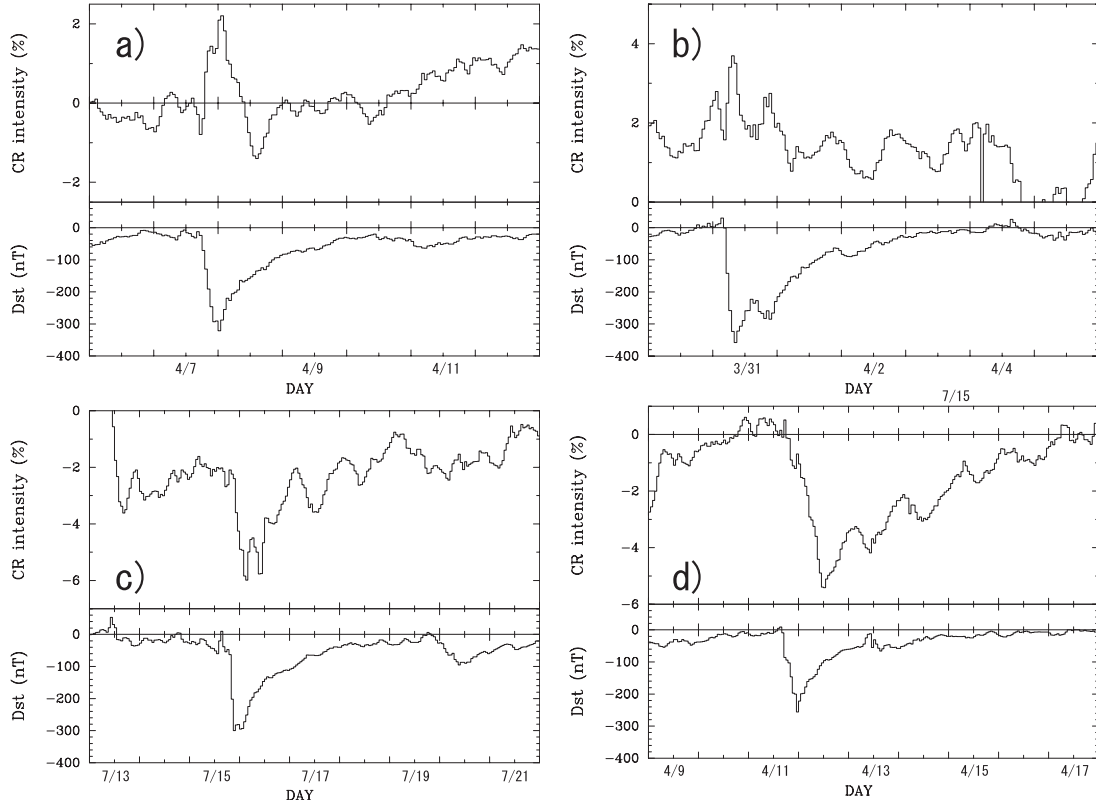 a)
CR intensity (%)
2
0
-2
Dst (nT)
0
-100
-200
-300
-400
4/7 4/9 4/11
DAY
b)
CR intensity (%)
4
2
0
Dst (nT)
0
-100
-200
-300
-400
3/31 4/2 4/4
DAY
7/15
c)
CR intensity (%)
0
-2
-4
-6
Dst (nT)
0
-100
-200
-300
-400
7/13 7/15 7/17 7/19 7/21
DAY
d)
CR intensity (%)
0
-2
-4
-6
Dst (nT)
0
-100
-200
-300
-400
4/9 4/11 4/13 4/15 4/17
DAY